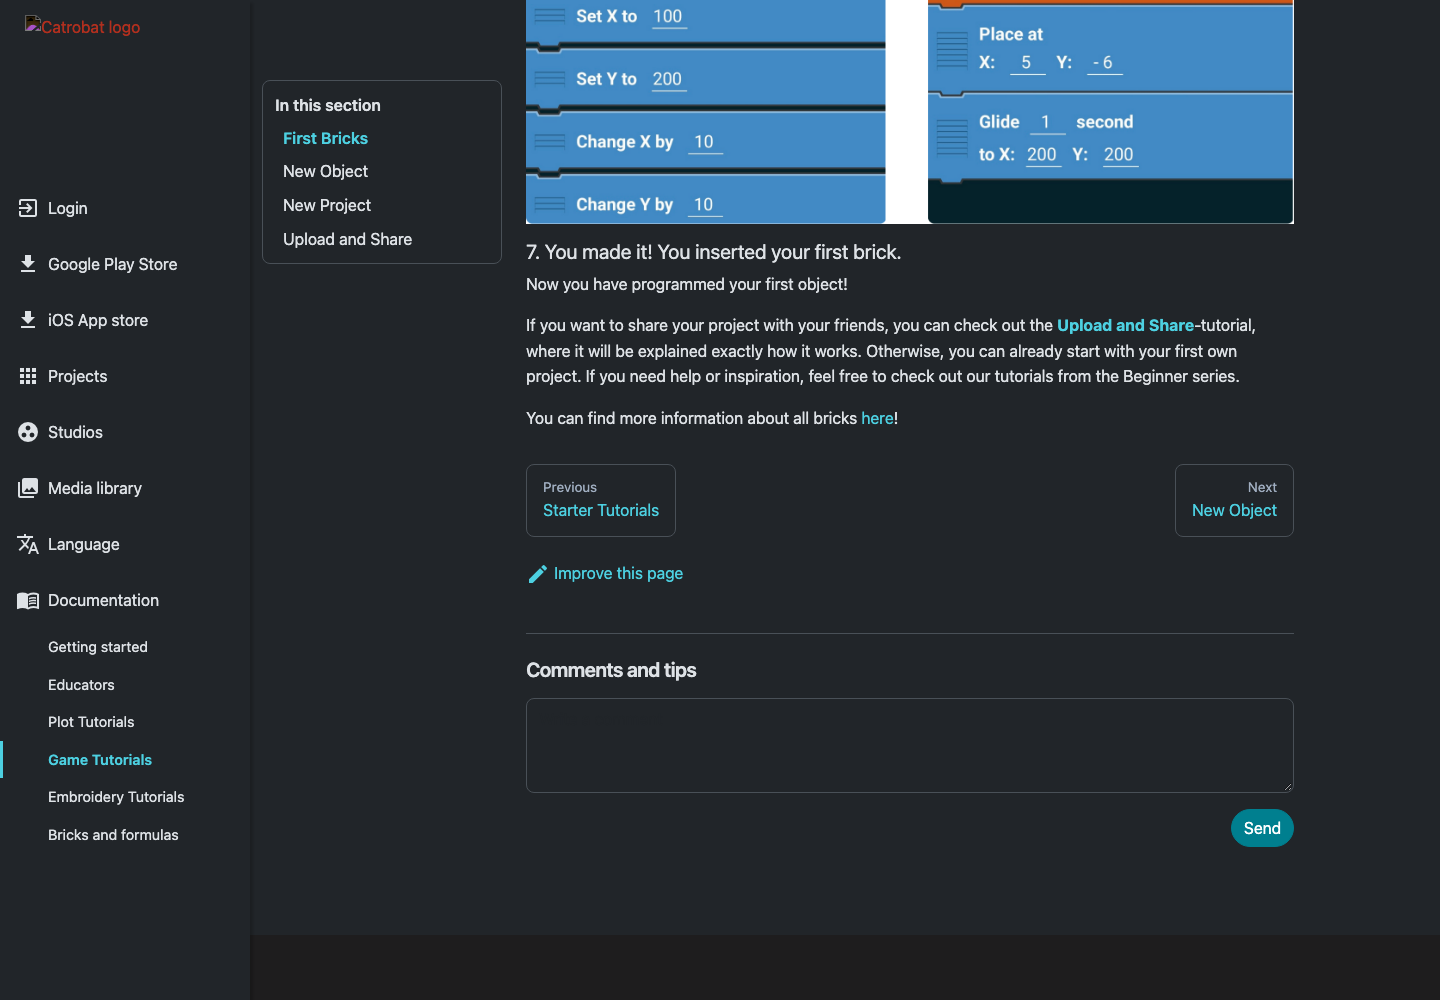 Catrobat logo
Login
Google Play Store
iOS App store
Projects
Studios
Media library
Language
Documentation
Getting started
Educators
Plot Tutorials
Game Tutorials
Embroidery Tutorials
Bricks and formulas
In this section
First Bricks
New Object
New Project
Upload and Share
Set X to 100
Set Y to 200
Change X by 10
Change Y by 10
Place at
X: 5 Y: - 6
Glide 1 second
to X: 200 Y: 200
7. You made it! You inserted your first brick.
Now you have programmed your first object!
If you want to share your project with your friends, you can check out the Upload and Share-tutorial,
where it will be explained exactly how it works. Otherwise, you can already start with your first own
project. If you need help or inspiration, feel free to check out our tutorials from the Beginner series.
You can find more information about all bricks here!
Previous
Starter Tutorials
Next
New Object
Improve this page
Comments and tips
Send